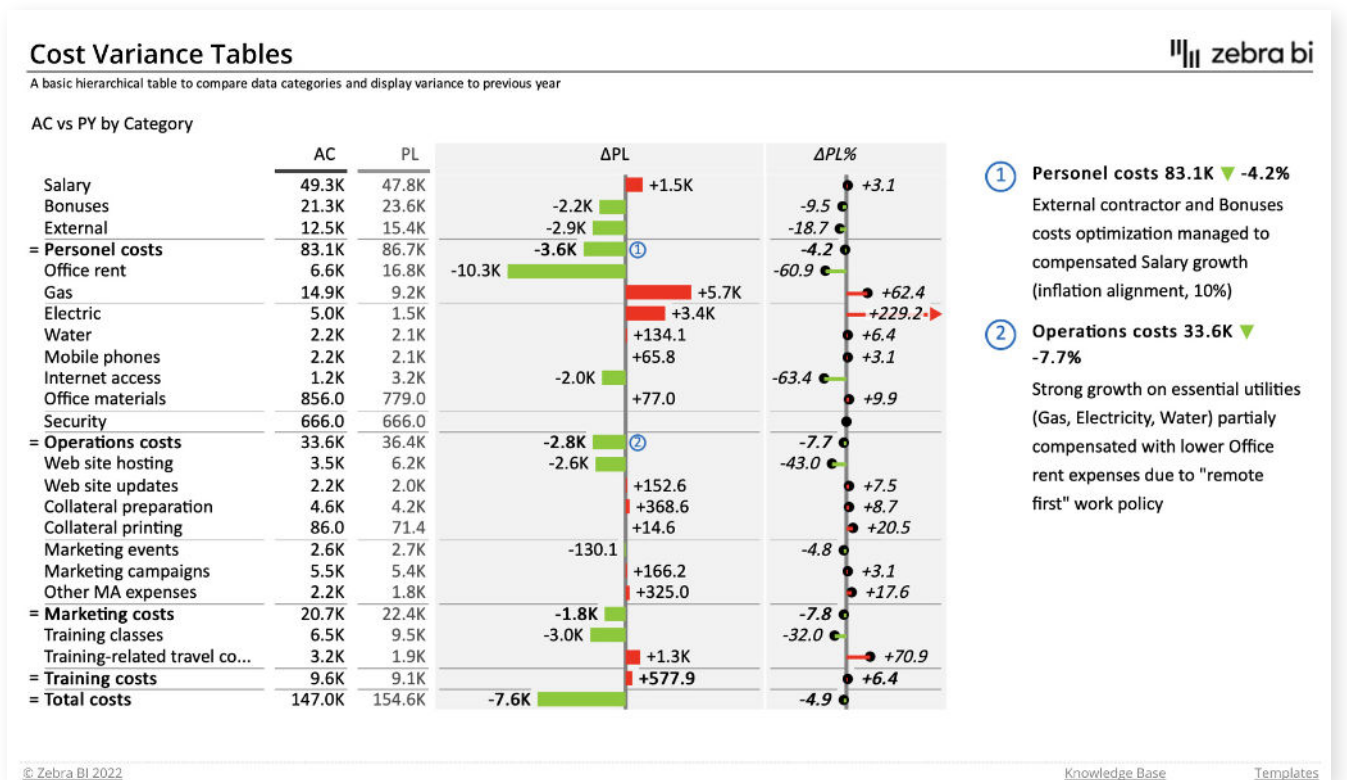 Cost Variance Tables
zebra bi
A basic hierarchical table to compare data categories and display variance to previous year
AC vs PY by Category
AC PL ΔPL ΔPL%
Salary 49.3K 47.8K +1.5K +3.1
Bonuses 21.3K 23.6K -2.2K -9.5
External 12.5K 15.4K -2.9K -18.7
= Personel costs 83.1K 86.7K -3.6K 1 -4.2
Office rent 6.6K 16.8K -10.3K -60.9
Gas 14.9K 9.2K +5.7K +62.4
Electric 5.0K 1.5K +3.4K +229.2
Water 2.2K 2.1K +134.1 +6.4
Mobile phones 2.2K 2.1K +65.8 +3.1
Internet access 1.2K 3.2K -2.0K -63.4
Office materials 856.0 779.0 +77.0 +9.9
Security 666.0 666.0
= Operations costs 33.6K 36.4K -2.8K 2 -7.7
Web site hosting 3.5K 6.2K -2.6K -43.0
Web site updates 2.2K 2.0K +152.6 +7.5
Collateral preparation 4.6K 4.2K +368.6 +8.7
Collateral printing 86.0 71.4 +14.6 +20.5
Marketing events 2.6K 2.7K -130.1 -4.8
Marketing campaigns 5.5K 5.4K +166.2 +3.1
Other MA expenses 2.2K 1.8K +325.0 +17.6
= Marketing costs 20.7K 22.4K -1.8K -7.8
Training classes 6.5K 9.5K -3.0K -32.0
Training-related travel co... 3.2K 1.9K +1.3K +70.9
= Training costs 9.6K 9.1K +577.9 +6.4
= Total costs 147.0K 154.6K -7.6K -4.9
1 Personel costs 83.1K ▼ -4.2%
External contractor and Bonuses
costs optimization managed to
compensated Salary growth
(inflation alignment, 10%)
2 Operations costs 33.6K ▼
-7.7%
Strong growth on essential utilities
(Gas, Electricity, Water) partialy
compensated with lower Office
rent expenses due to "remote
first" work policy
© Zebra BI 2022
Knowledge Base
Templates